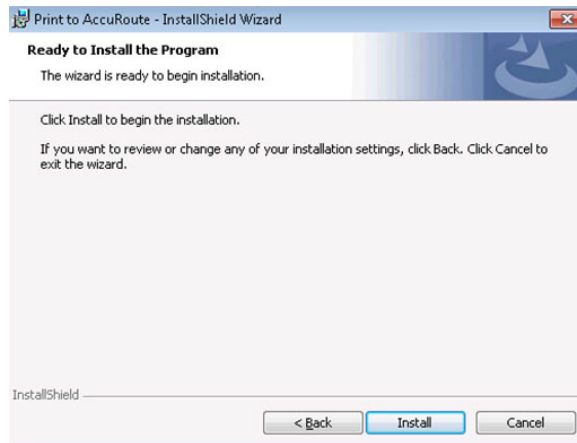 Print to AccuRoute - InstallShield Wizard
Ready to Install the Program
The wizard is ready to begin installation.
Click Install to begin the installation.
If you want to review or change any of your installation settings, click Back. Click Cancel to
exit the wizard.
InstallShield
< Back
Install
Cancel